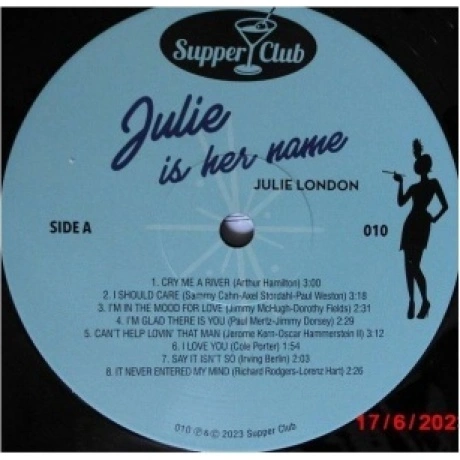 Supper Club
Julie
is her name
JULIE LONDON
SIDE A
010
1. CRY ME A RIVER (Arthur Hamilton) 3:00
2. I SHOULD CARE (Sammy Cahn-Axel Stordahl-Paul Weston) 3:18
3. I'M IN THE MOOD FOR LOVE (Jimmy McHugh-Dorothy Fields) 2:31
4. I'M GLAD THERE IS YOU (Paul Mertz-Jimmy Dorsey) 2:29
5. CAN'T HELP LOVIN' THAT MAN (Jerome Kern-Oscar Hammerstein II) 3:12
6. I LOVE YOU (Cole Porter) 1:54
7. SAY IT ISN'T SO (Irving Berlin) 2:03
8. IT NEVER ENTERED MY MIND (Richard Rodgers-Lorenz Hart) 2:26
010 ℗&© 2023 Supper Club
17/6/202